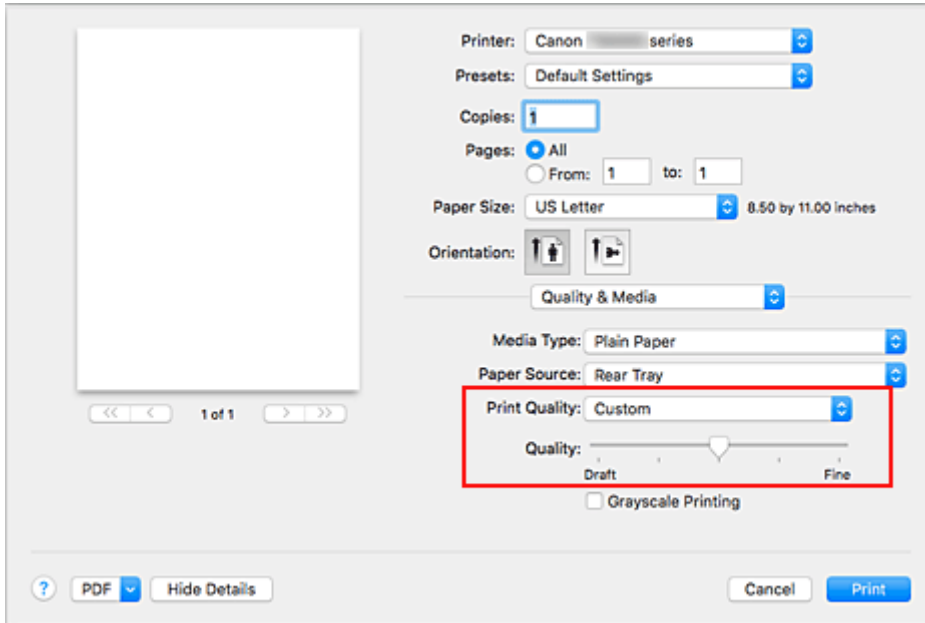 Printer: Canon series
Presets: Default Settings
Copies: 1
Pages: All
From: 1 to: 1
Paper Size: US Letter 8.50 by 11.00 inches
Orientation:
Quality & Media
Media Type: Plain Paper
Paper Source: Rear Tray
Print Quality: Custom
Quality:
Draft Fine
Grayscale Printing
<< < 1 of 1 > >>
? PDF Hide Details Cancel Print